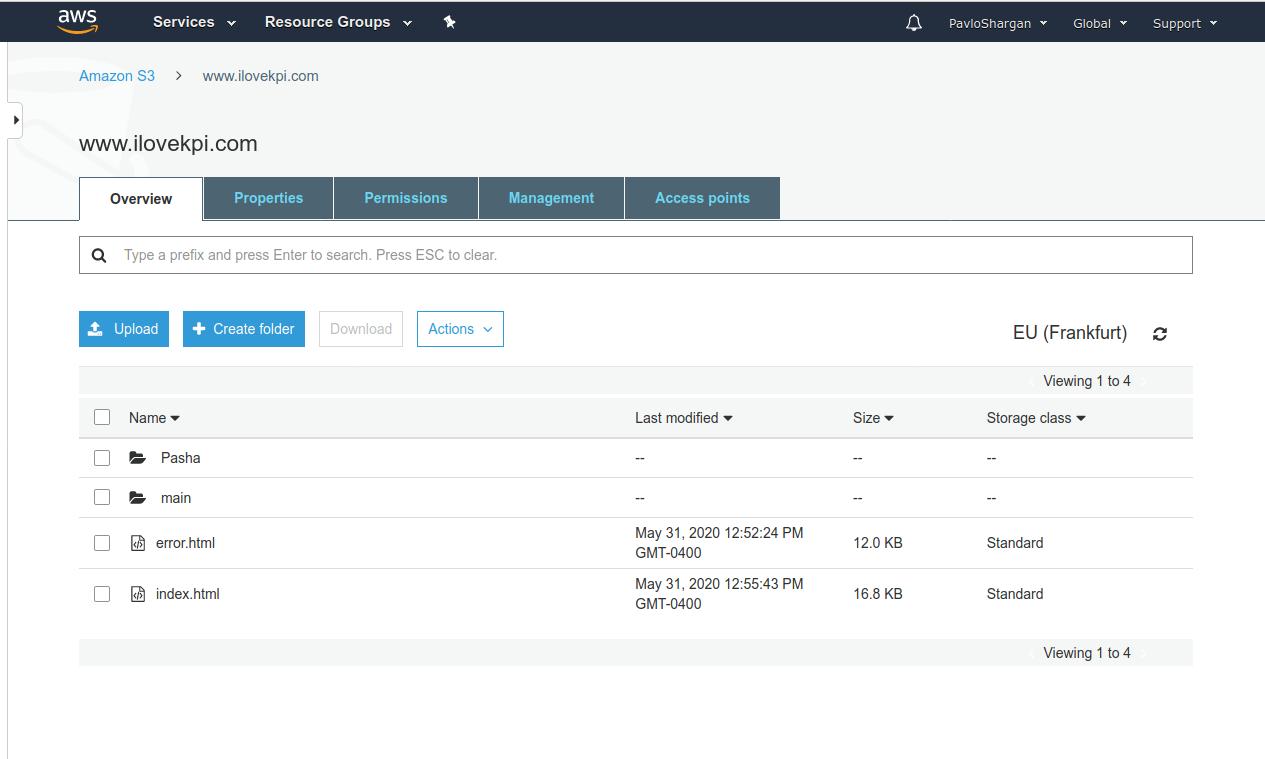 aws Services Resource Groups PavloShargan Global Support
Amazon S3 > www.ilovekpi.com
www.ilovekpi.com
Overview Properties Permissions Management Access points
Type a prefix and press Enter to search. Press ESC to clear.
Upload Create folder Download Actions EU (Frankfurt)
Viewing 1 to 4
Name Last modified Size Storage class
Pasha -- -- --
main -- -- --
error.html May 31, 2020 12:52:24 PM GMT-0400 12.0 KB Standard
index.html May 31, 2020 12:55:43 PM GMT-0400 16.8 KB Standard
Viewing 1 to 4